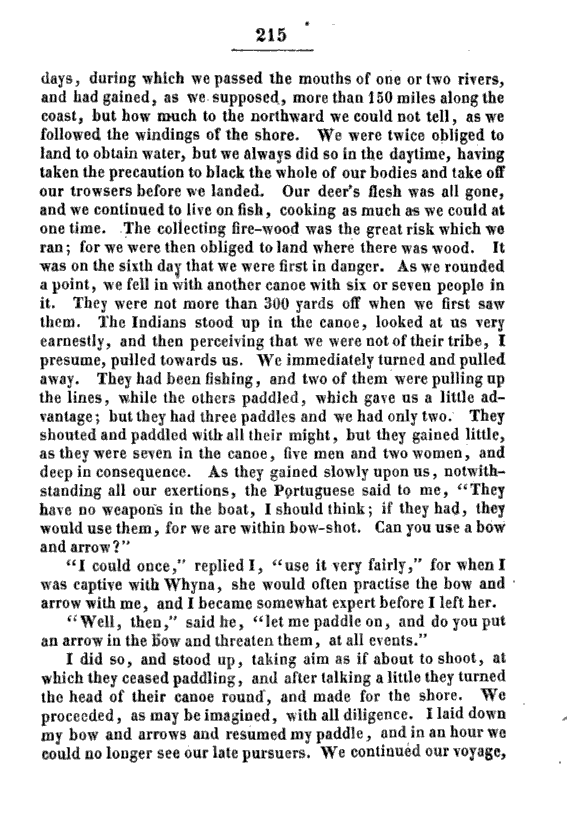 215
days, during which we passed the mouths of one or two rivers,
and had gained, as we supposed, more than 150 miles along the
coast, but how much to the northward we could not tell, as we
followed the windings of the shore. We were twice obliged to
land to obtain water, but we always did so in the daytime, having
taken the precaution to black the whole of our bodies and take off
our trowsers before we landed. Our deer's flesh was all gone,
and we continued to live on fish, cooking as much as we could at
one time. The collecting fire-wood was the great risk which we
ran; for we were then obliged to land where there was wood. It
was on the sixth day that we were first in danger. As we rounded
a point, we fell in with another canoe with six or seven people in
it. They were not more than 300 yards off when we first saw
them. The Indians stood up in the canoe, looked at us very
earnestly, and then perceiving that we were not of their tribe, I
presume, pulled towards us. We immediately turned and pulled
away. They had been fishing, and two of them were pulling up
the lines, while the others paddled, which gave us a little ad-
vantage; but they had three paddles and we had only two. They
shouted and paddled with all their might, but they gained little,
as they were seven in the canoe, five men and two women, and
deep in consequence. As they gained slowly upon us, notwith-
standing all our exertions, the Portuguese said to me, "They
have no weapons in the boat, I should think; if they had, they
would use them, for we are within bow-shot. Can you use a bow
and arrow?"
"I could once," replied I, "use it very fairly," for when I
was captive with Whyna, she would often practise the bow and
arrow with me, and I became somewhat expert before I left her.
"Well, then," said he, "let me paddle on, and do you put
an arrow in the bow and threaten them, at all events."
I did so, and stood up, taking aim as if about to shoot, at
which they ceased paddling, and after talking a little they turned
the head of their canoe round, and made for the shore. We
proceeded, as may be imagined, with all diligence. I laid down
my bow and arrows and resumed my paddle, and in an hour we
could no longer see our late pursuers. We continued our voyage,